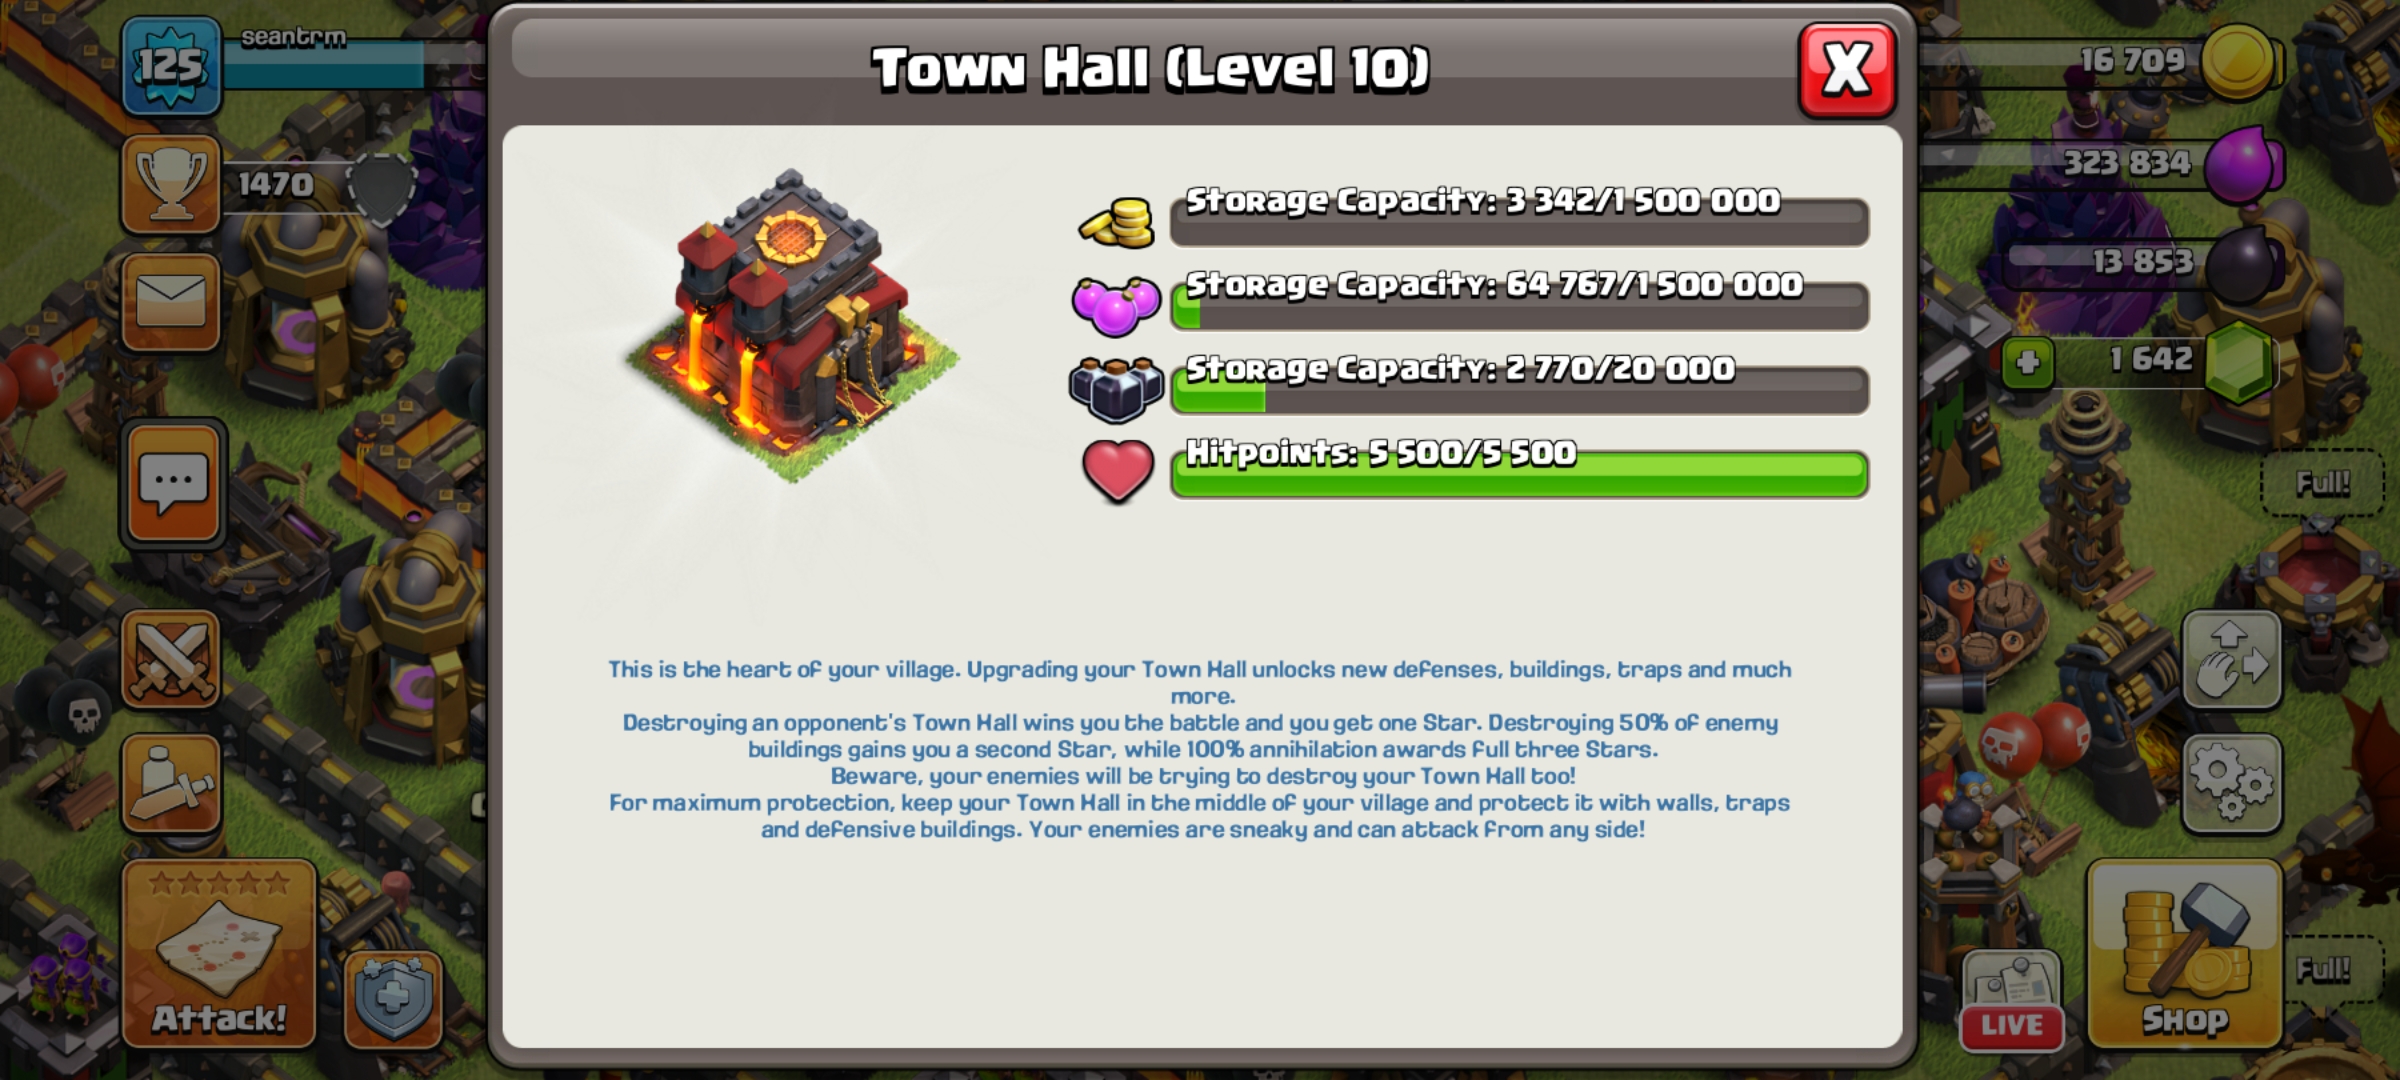 125
seantrm
Town Hall (Level 10)
X
16 709
1470
323 834
13 853
1 642
Storage Capacity: 3 342/1 500 000
Storage Capacity: 64 767/1 500 000
Storage Capacity: 2 770/20 000
Hitpoints: 5 500/5 500
Full!
This is the heart of your village. Upgrading your Town Hall unlocks new defenses, buildings, traps and much
more.
Destroying an opponent's Town Hall wins you the battle and you get one Star. Destroying 50% of enemy
buildings gains you a second Star, while 100% annihilation awards full three Stars.
Beware, your enemies will be trying to destroy your Town Hall too!
For maximum protection, keep your Town Hall in the middle of your village and protect it with walls, traps
and defensive buildings. Your enemies are sneaky and can attack from any side!
Full!
Attack!
LIVE
Shop